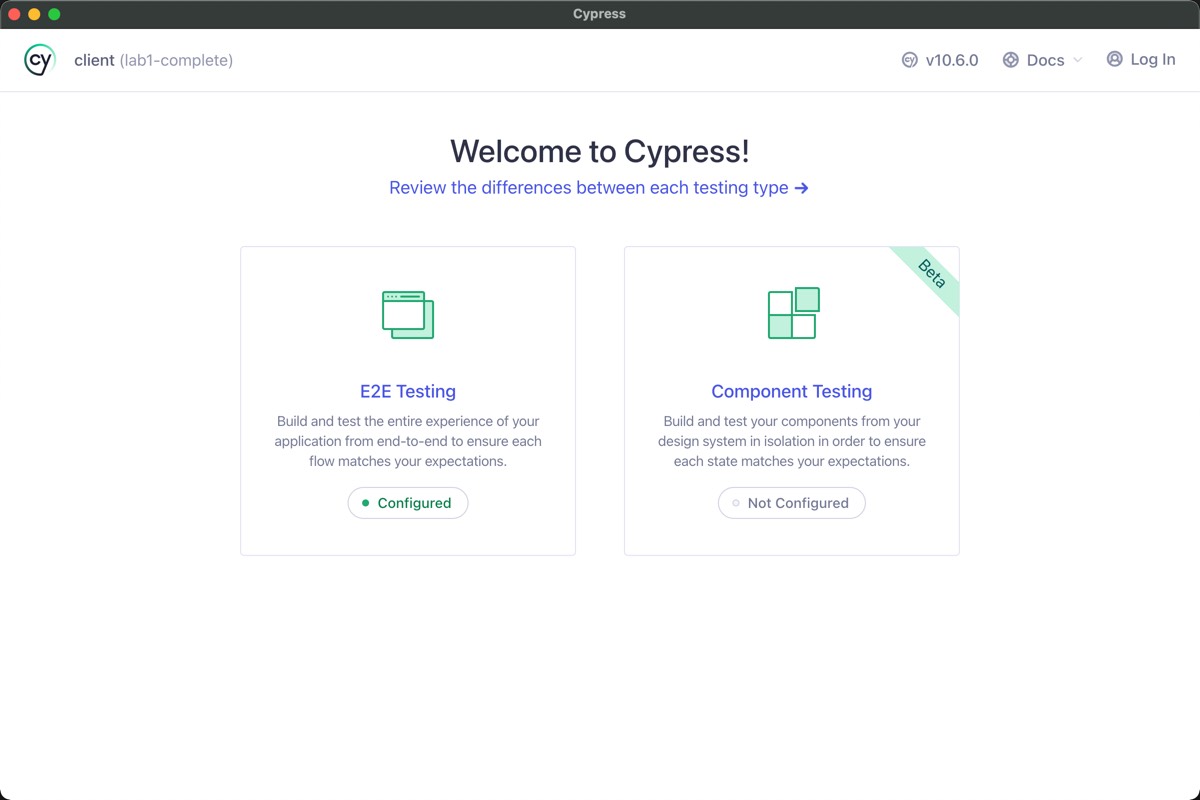 Cypress
cy client (lab1-complete)
cy v10.6.0 Docs Log In
Welcome to Cypress!
Review the differences between each testing type →
E2E Testing
Build and test the entire experience of your
application from end-to-end to ensure each
flow matches your expectations.
Configured
Beta
Component Testing
Build and test your components from your
design system in isolation in order to ensure
each state matches your expectations.
Not Configured